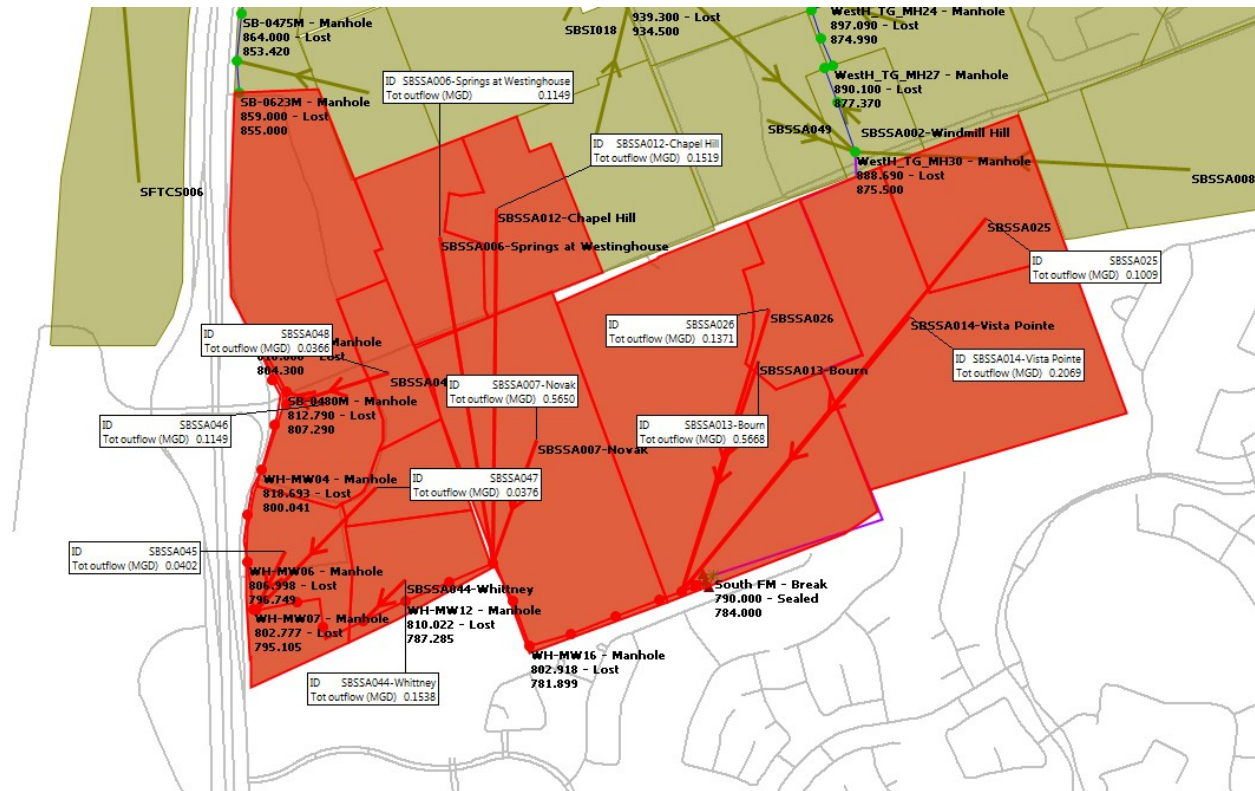 SB-0475M - Manhole
864.000 - Lost
853.420
939.300 - Lost
934.500
SBSI018
WestH_TG_MH24 - Manhole
897.090 - Lost
874.990
ID SBSSA006-Springs at Westinghouse
Tot outflow (MGD) 0.1149
WestH_TG_MH27 - Manhole
890.100 - Lost
877.370
SB-0623M - Manhole
859.000 - Lost
855.000
SBSSA049
SBSSA002-Windmill Hill
ID SBSSA012-Chapel Hill
Tot outflow (MGD) 0.1519
WestH_TG_MH30 - Manhole
888.690 - Lost
875.500
SBSSA008
SFTCS006
SBSSA012-Chapel Hill
SBSSA025
SBSSA006-Springs at Westinghouse
ID SBSSA025
Tot outflow (MGD) 0.1009
SBSSA026
ID SBSSA026
Tot outflow (MGD) 0.1371
SBSSA014-Vista Pointe
ID SBSSA048
Tot outflow (MGD) 0.0366
Manhole
Lost
804.300
ID SBSSA014-Vista Pointe
Tot outflow (MGD) 0.2069
SBSSA013-Bourn
ID SBSSA007-Novak
Tot outflow (MGD) 0.5650
SB-0480M - Manhole
812.790 - Lost
807.290
ID SBSSA046
Tot outflow (MGD) 0.1149
ID SBSSA013-Bourn
Tot outflow (MGD) 0.5668
SBSSA007-Novak
WH-MW04 - Manhole
818.693 - Lost
800.041
ID SBSSA047
Tot outflow (MGD) 0.0376
ID SBSSA045
Tot outflow (MGD) 0.0402
WH-MW06 - Manhole
806.998 - Lost
796.749
SBSSA044-Whittney
WH-MW12 - Manhole
810.022 - Lost
787.285
South FM - Break
790.000 - Sealed
784.000
WH-MW07 - Manhole
802.777 - Lost
795.105
WH-MW16 - Manhole
802.918 - Lost
781.899
ID SBSSA044-Whittney
Tot outflow (MGD) 0.1538